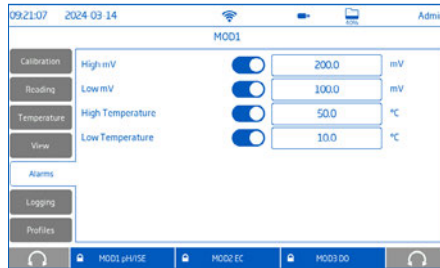 09:21:07 2024-03-14 60% Admi
MOD1
Calibration
Reading
Temperature
View
Alarms
Logging
Profiles
High mV 200.0 mV
Low mV 100.0 mV
High Temperature 50.0 °C
Low Temperature 10.0 °C
MOD1 pH/ISE MOD2 EC MOD3 DO